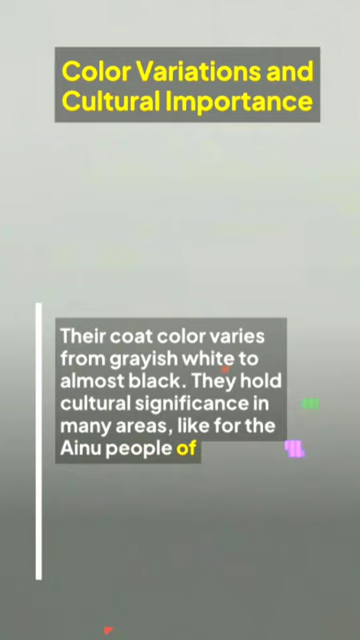 Color Variations and
Cultural Importance
Their coat color varies
from grayish white to
almost black. They hold
cultural significance in
many areas, like for the
Ainu people of